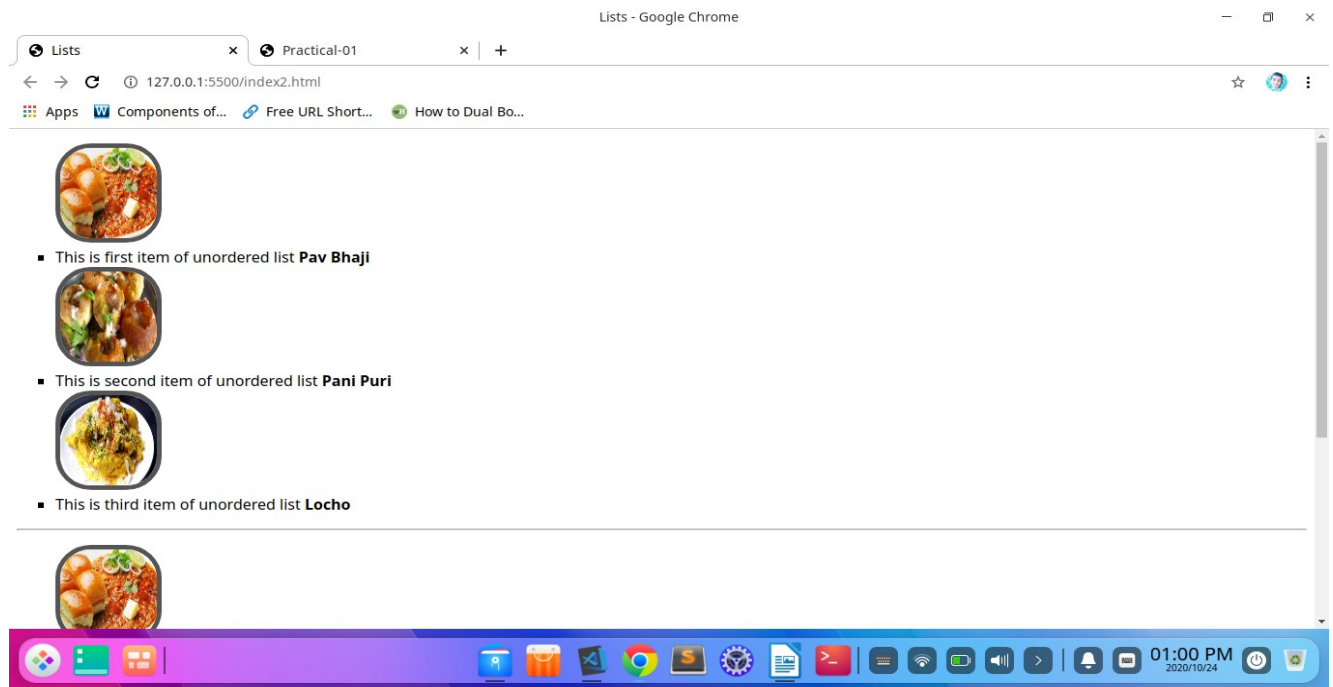 Lists - Google Chrome
Lists
Practical-01
127.0.0.1:5500/index2.html
Apps Components of... Free URL Short... How to Dual Bo...
This is first item of unordered list Pav Bhaji
This is second item of unordered list Pani Puri
This is third item of unordered list Locho
01:00 PM
2020/10/24